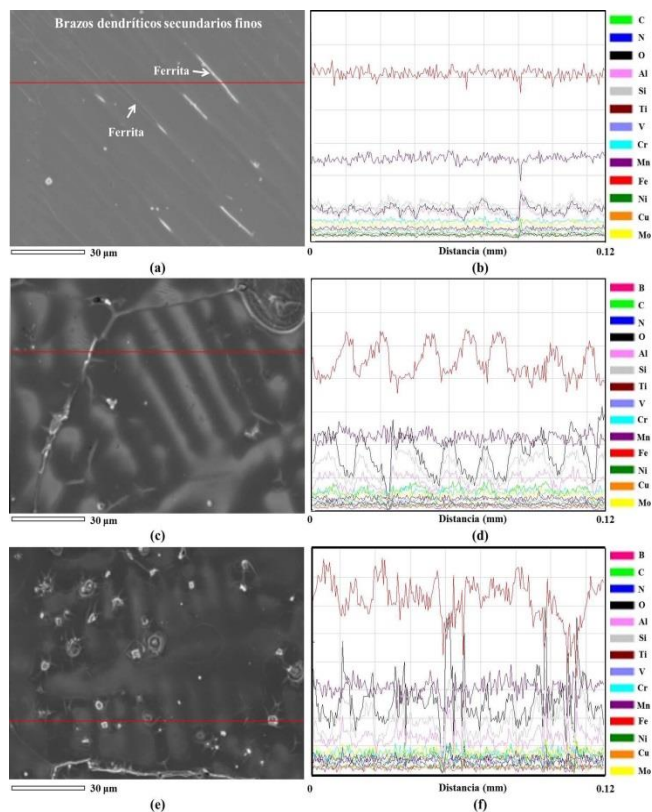 Brazos dendríticos secundarios finos
Ferrita
Ferrita
30 µm
(a)
0
Distancia (mm)
0.12
(b)
C
N
O
Al
Si
Ti
V
Cr
Mn
Fe
Ni
Cu
Mo
30 µm
(c)
0
Distancia (mm)
0.12
(d)
B
C
N
O
Al
Si
Ti
V
Cr
Mn
Fe
Ni
Cu
Mo
30 µm
(e)
0
Distancia (mm)
0.12
(f)
B
C
N
O
Al
Si
Ti
V
Cr
Mn
Fe
Ni
Cu
Mo